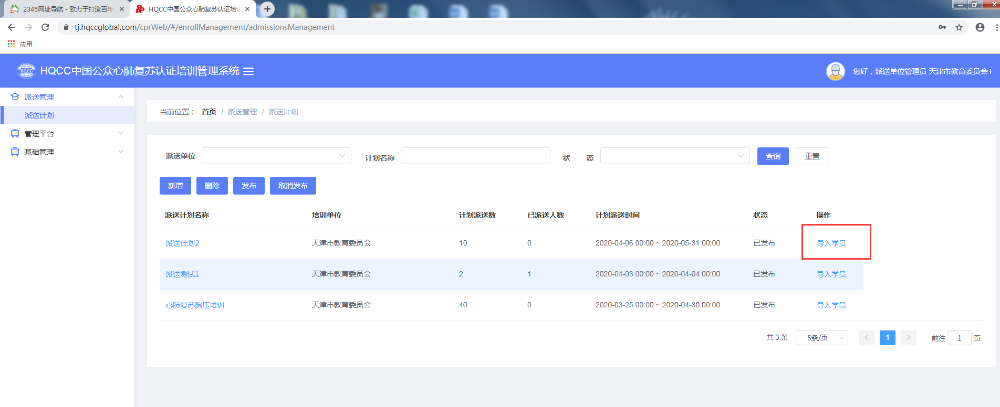 2345网址导航 - 致力于打造百年
HQCC中国公众心肺复苏认证培训
tj.hqccglobal.com/cprWeb/#/enrollManagement/admissionsManagement
应用
HQCC中国公众心肺复苏认证培训管理系统
您好，派送单位管理员 天津市教育委员会！
派送管理
派送计划
管理平台
基础管理
当前位置： 首页 / 派送管理 / 派送计划
派送单位 计划名称 状 态 查询 重置
新增 删除 发布 取消发布
派送计划名称 培训单位 计划派送数 已派送人数 计划派送时间 状态 操作
派送计划2 天津市教育委员会 10 0 2020-04-06 00:00 ~ 2020-05-31 00:00 已发布 导入学员
派送测试1 天津市教育委员会 2 1 2020-04-03 00:00 ~ 2020-04-04 00:00 已发布 导入学员
心肺复苏胸压培训 天津市教育委员会 40 0 2020-03-25 00:00 ~ 2020-04-30 00:00 已发布 导入学员
共 3 条 5条/页 1 前往 1 页